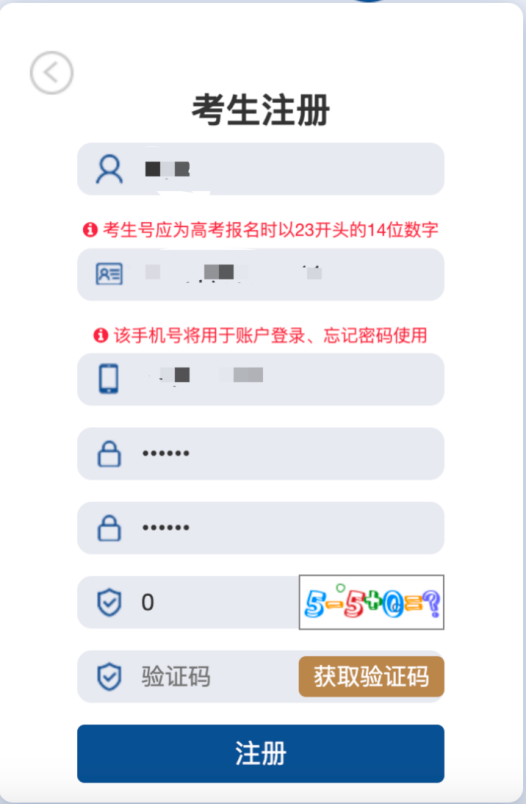 考生注册
考生号应为高考报名时以23开头的14位数字
该手机号将用于账户登录、忘记密码使用
••••••
••••••
0
5-5+0=?
验证码
获取验证码
注册